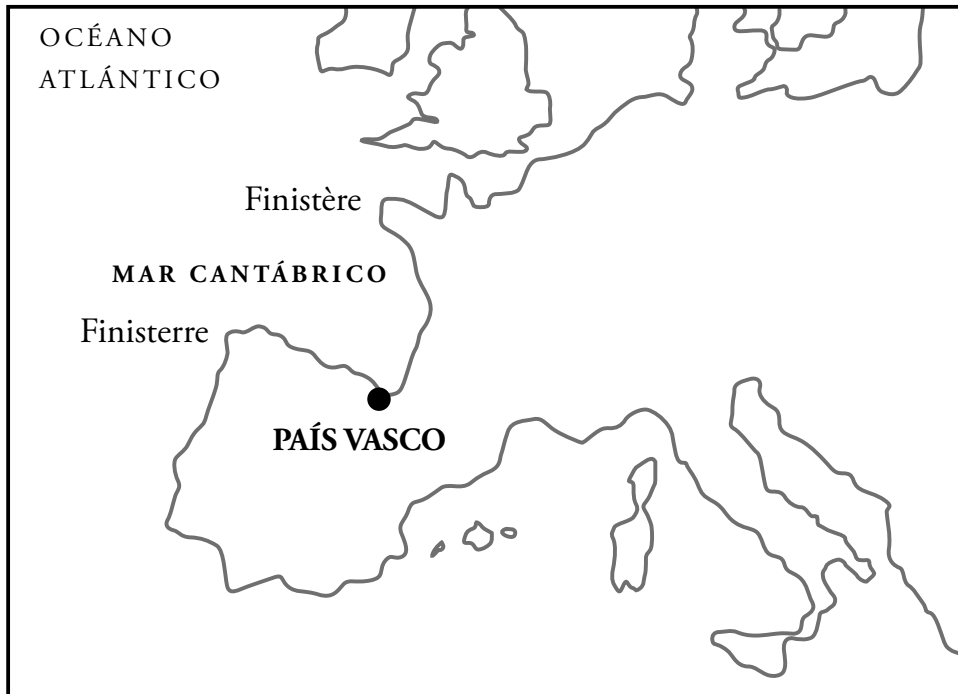 OCÉANO
ATLÁNTICO
Finistère
MAR CANTÁBRICO
Finisterre
PAÍS VASCO